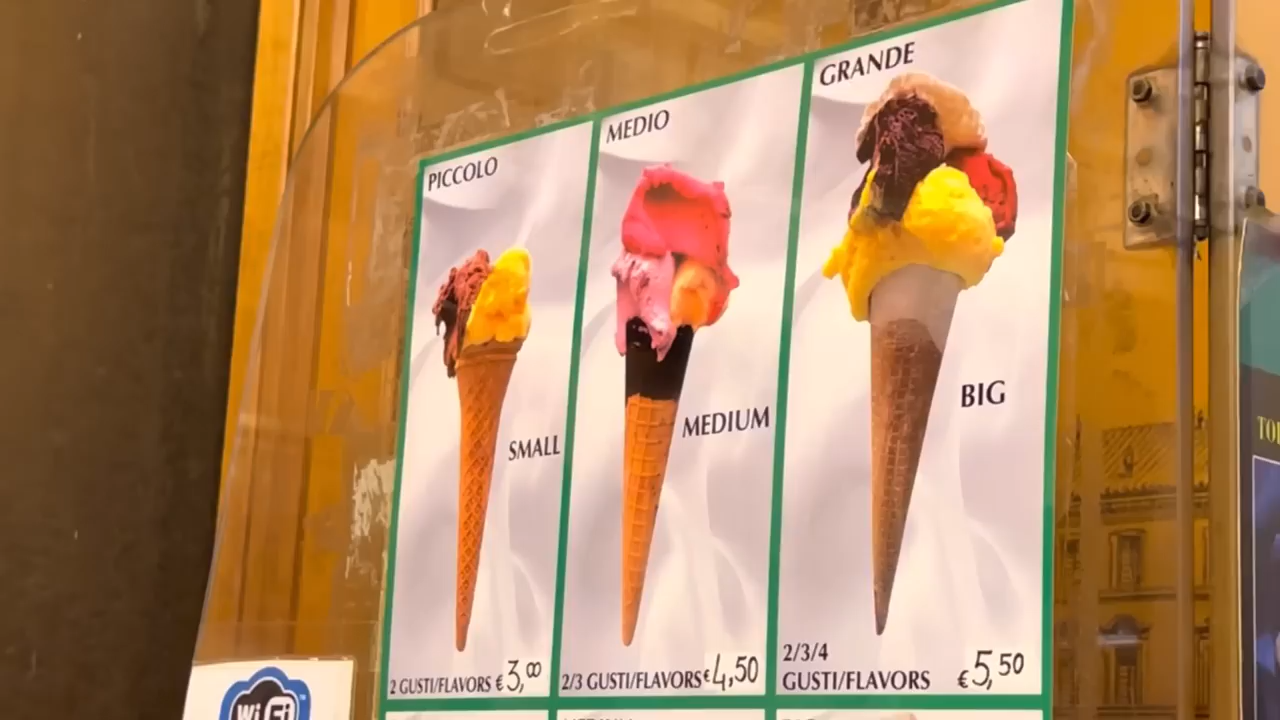 PICCOLO
SMALL
2 GUSTI/FLAVORS €3,00
MEDIO
MEDIUM
2/3 GUSTI/FLAVORS €4,50
GRANDE
BIG
2/3/4
GUSTI/FLAVORS €5,50
Wi Fi